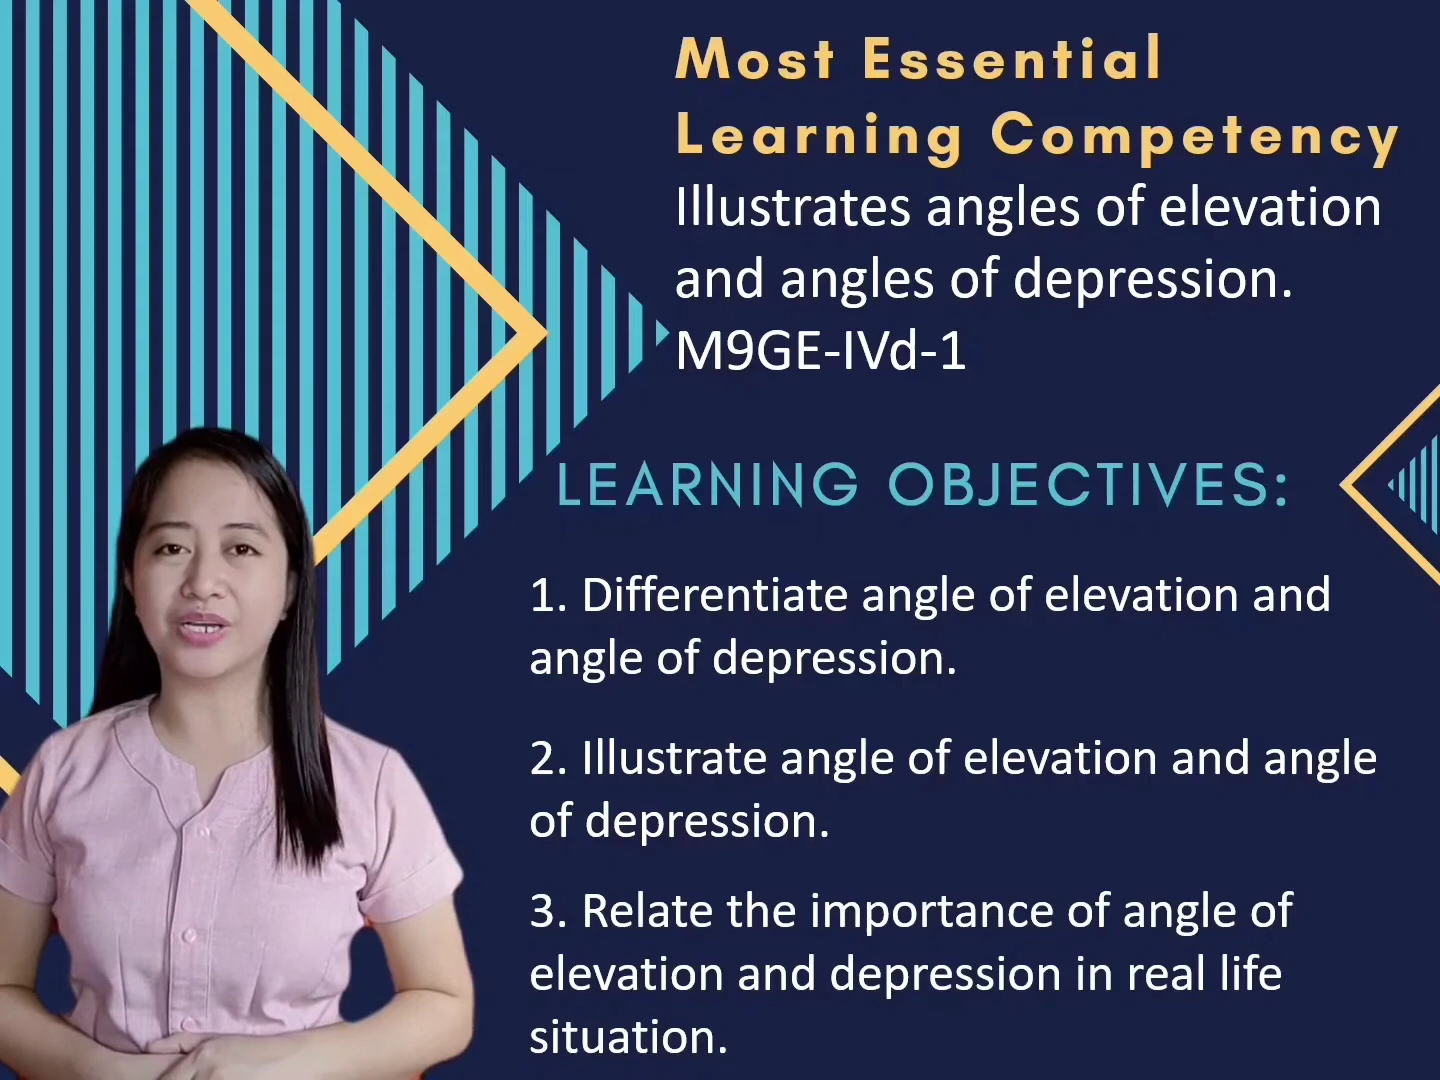 Most Essential
Learning Competency
Illustrates angles of elevation
and angles of depression.
M9GE-IVd-1
LEARNING OBJECTIVES:
1. Differentiate angle of elevation and
angle of depression.
2. Illustrate angle of elevation and angle
of depression.
3. Relate the importance of angle of
elevation and depression in real life
situation.